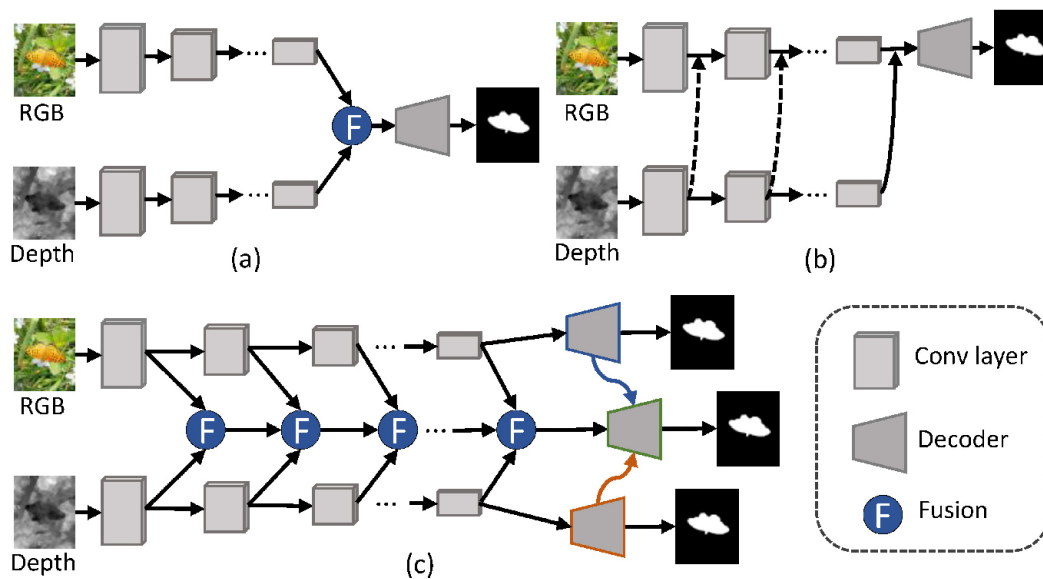 RGB
...
F
Depth
...
(a)
RGB
...
Depth
...
(b)
RGB
...
F F F ... F
Depth
...
(c)
Conv layer
Decoder
F Fusion